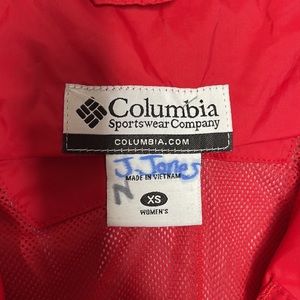 Columbia
Sportswear Company
COLUMBIA.COM
J. Jones
MADE IN VIETNAM
N
XS
WOMEN'S